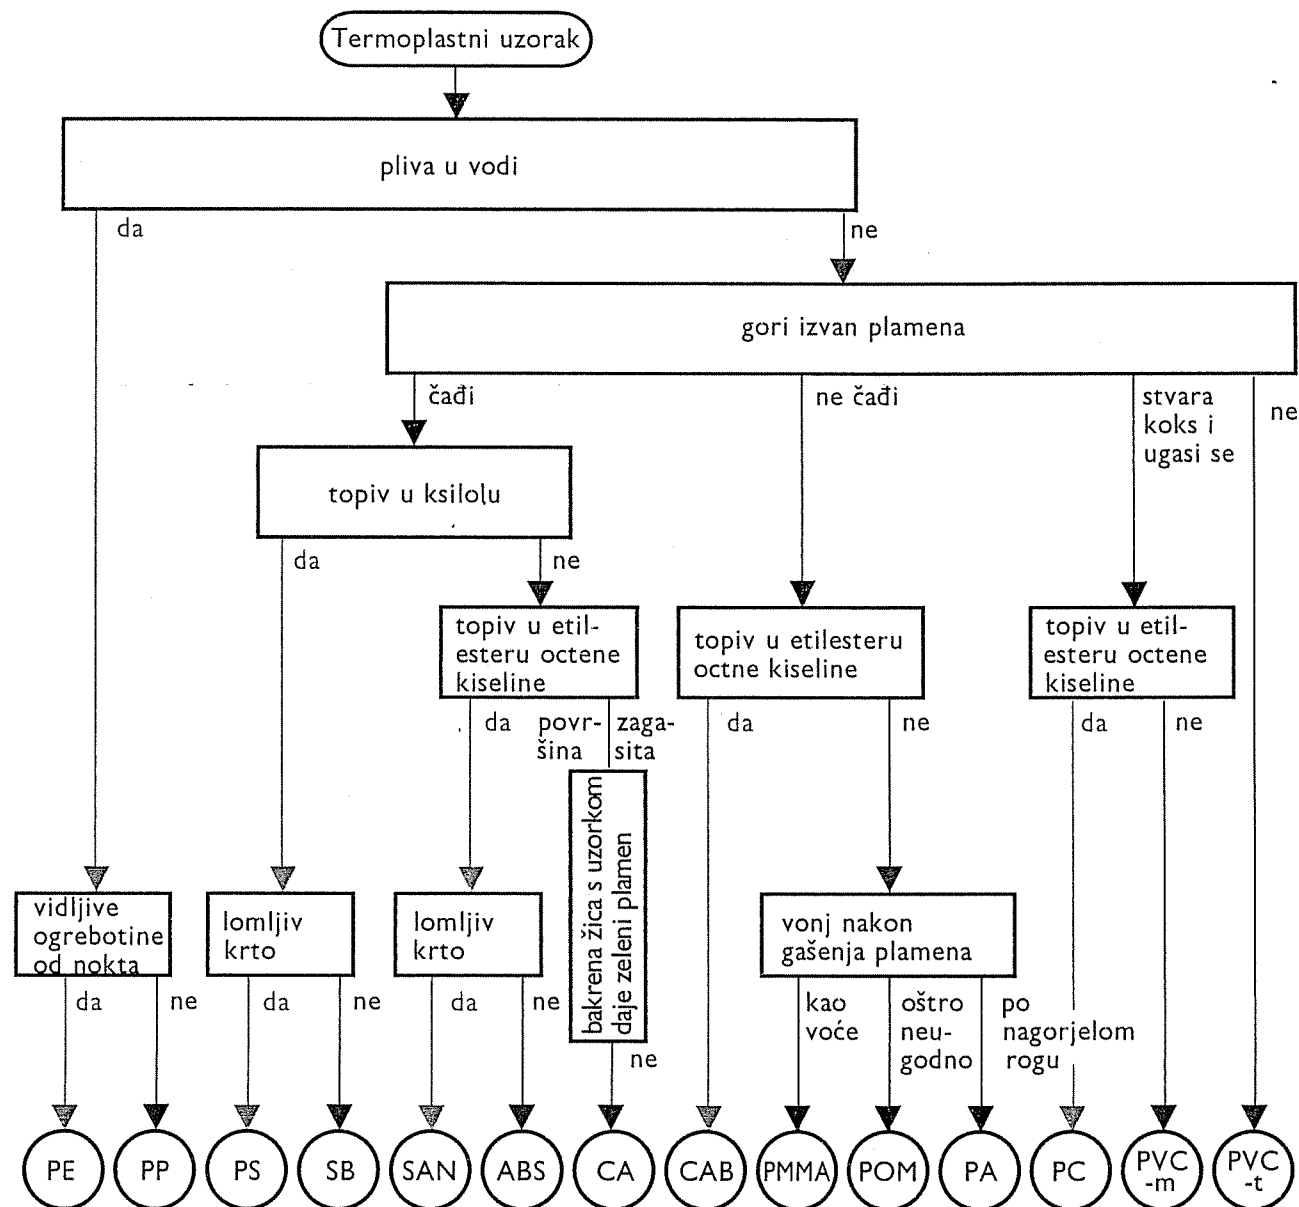 Termoplastni uzorak
pliva u vodi
da
ne
gori izvan plamena
čađi
ne čađi
stvara
koks i
ugasi se
ne
topiv u ksilolu
da
ne
topiv u etil-
esteru octene
kiseline
topiv u etilesteru
octne kiseline
topiv u etil-
esteru octene
kiseline
da
površina zagasita
da
ne
da
ne
bakrena žica s uzorkom
daje zeleni plamen
vidljive
ogrebotine
od nokta
lomljiv
krto
lomljiv
krto
vonj nakon
gašenja plamena
da
ne
da
ne
da
ne
ne
kao
voće
oštro
neu-
godno
po
nagorjelom
rogu
PE
PP
PS
SB
SAN
ABS
CA
CAB
PMMA
POM
PA
PC
PVC
-m
PVC
-t